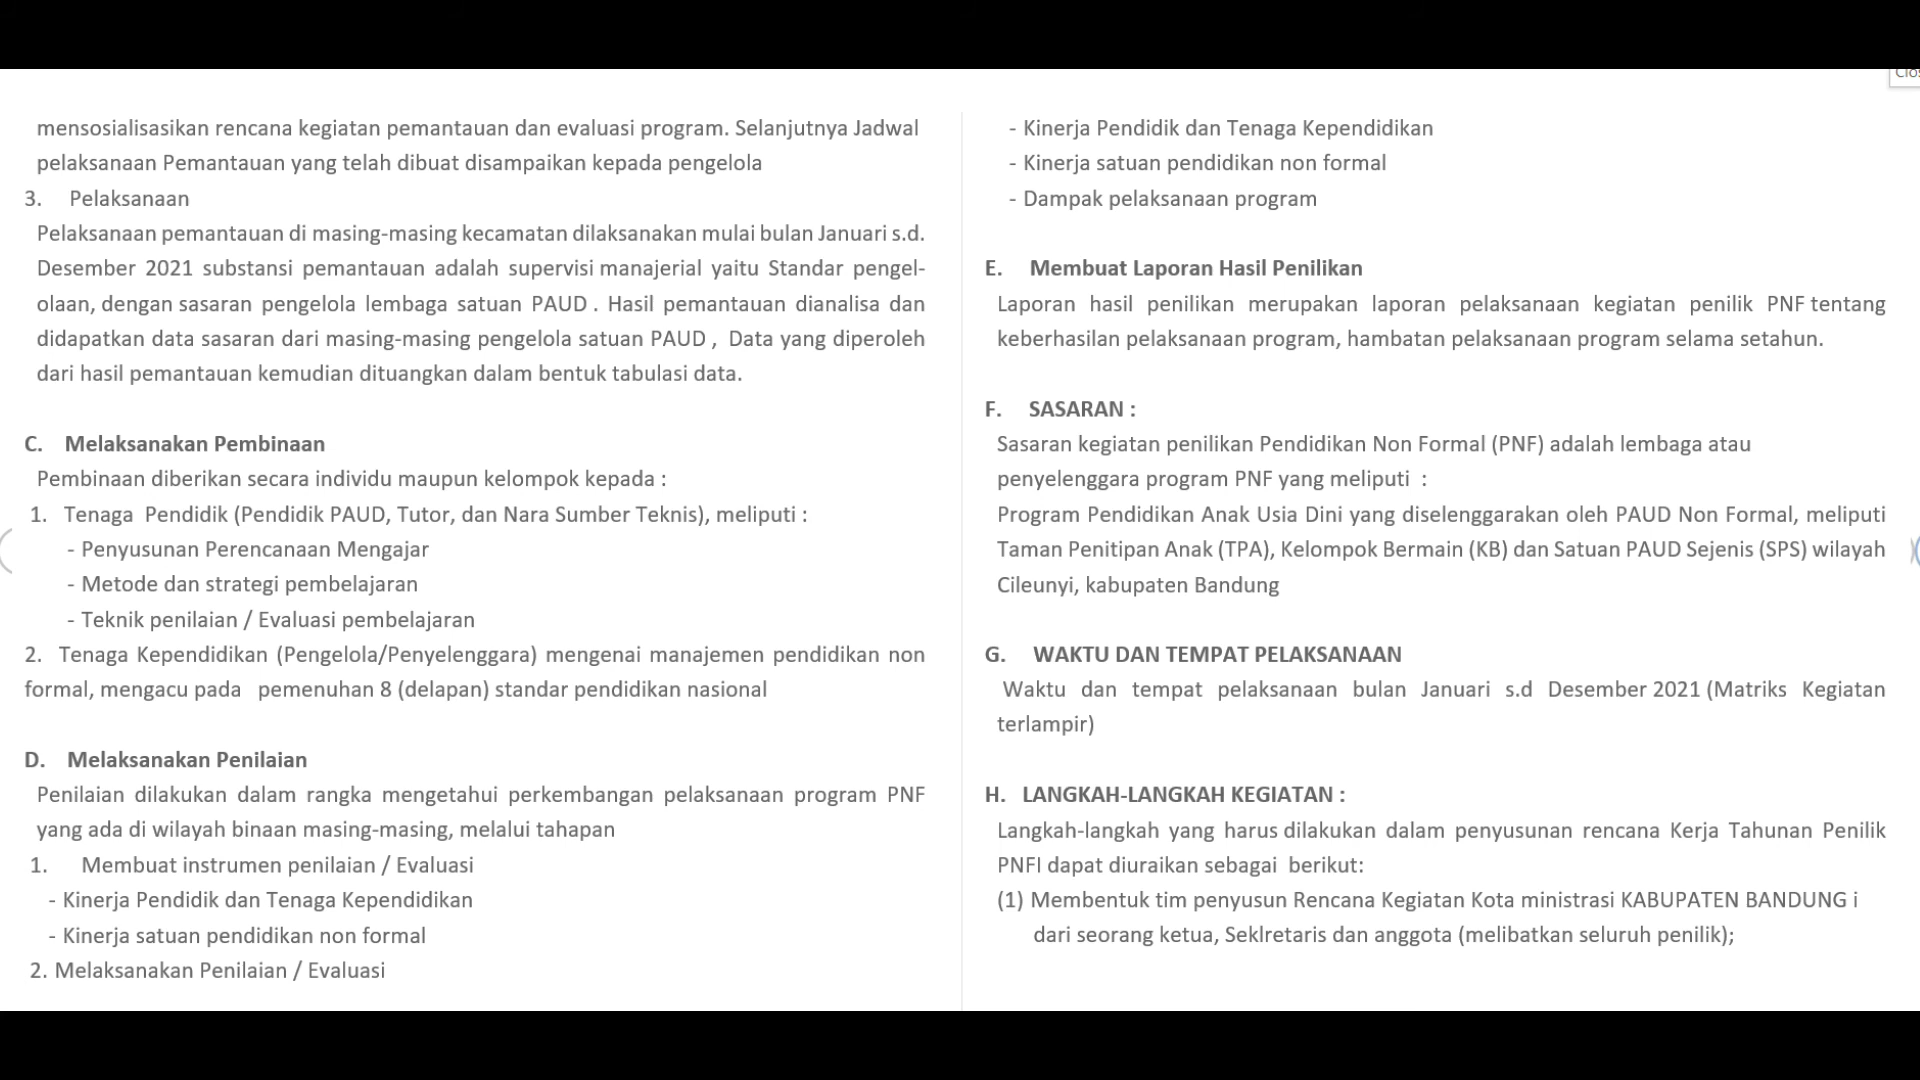 Clos
mensosialisasikan rencana kegiatan pemantauan dan evaluasi program. Selanjutnya Jadwal
pelaksanaan Pemantauan yang telah dibuat disampaikan kepada pengelola
3. Pelaksanaan
Pelaksanaan pemantauan di masing-masing kecamatan dilaksanakan mulai bulan Januari s.d.
Desember 2021 substansi pemantauan adalah supervisi manajerial yaitu Standar pengel-
olaan, dengan sasaran pengelola lembaga satuan PAUD . Hasil pemantauan dianalisa dan
didapatkan data sasaran dari masing-masing pengelola satuan PAUD , Data yang diperoleh
dari hasil pemantauan kemudian dituangkan dalam bentuk tabulasi data.
C. Melaksanakan Pembinaan
Pembinaan diberikan secara individu maupun kelompok kepada :
1. Tenaga Pendidik (Pendidik PAUD, Tutor, dan Nara Sumber Teknis), meliputi :
- Penyusunan Perencanaan Mengajar
- Metode dan strategi pembelajaran
- Teknik penilaian / Evaluasi pembelajaran
2. Tenaga Kependidikan (Pengelola/Penyelenggara) mengenai manajemen pendidikan non
formal, mengacu pada pemenuhan 8 (delapan) standar pendidikan nasional
D. Melaksanakan Penilaian
Penilaian dilakukan dalam rangka mengetahui perkembangan pelaksanaan program PNF
yang ada di wilayah binaan masing-masing, melalui tahapan
1. Membuat instrumen penilaian / Evaluasi
- Kinerja Pendidik dan Tenaga Kependidikan
- Kinerja satuan pendidikan non formal
2. Melaksanakan Penilaian / Evaluasi
- Kinerja Pendidik dan Tenaga Kependidikan
- Kinerja satuan pendidikan non formal
- Dampak pelaksanaan program
E. Membuat Laporan Hasil Penilikan
Laporan hasil penilikan merupakan laporan pelaksanaan kegiatan penilik PNF tentang
keberhasilan pelaksanaan program, hambatan pelaksanaan program selama setahun.
F. SASARAN :
Sasaran kegiatan penilikan Pendidikan Non Formal (PNF) adalah lembaga atau
penyelenggara program PNF yang meliputi :
Program Pendidikan Anak Usia Dini yang diselenggarakan oleh PAUD Non Formal, meliputi
Taman Penitipan Anak (TPA), Kelompok Bermain (KB) dan Satuan PAUD Sejenis (SPS) wilayah
Cileunyi, kabupaten Bandung
G. WAKTU DAN TEMPAT PELAKSANAAN
Waktu dan tempat pelaksanaan bulan Januari s.d Desember 2021 (Matriks Kegiatan
terlampir)
H. LANGKAH-LANGKAH KEGIATAN :
Langkah-langkah yang harus dilakukan dalam penyusunan rencana Kerja Tahunan Penilik
PNFI dapat diuraikan sebagai berikut:
(1) Membentuk tim penyusun Rencana Kegiatan Kota ministrasi KABUPATEN BANDUNG i
dari seorang ketua, Seklretaris dan anggota (melibatkan seluruh penilik);